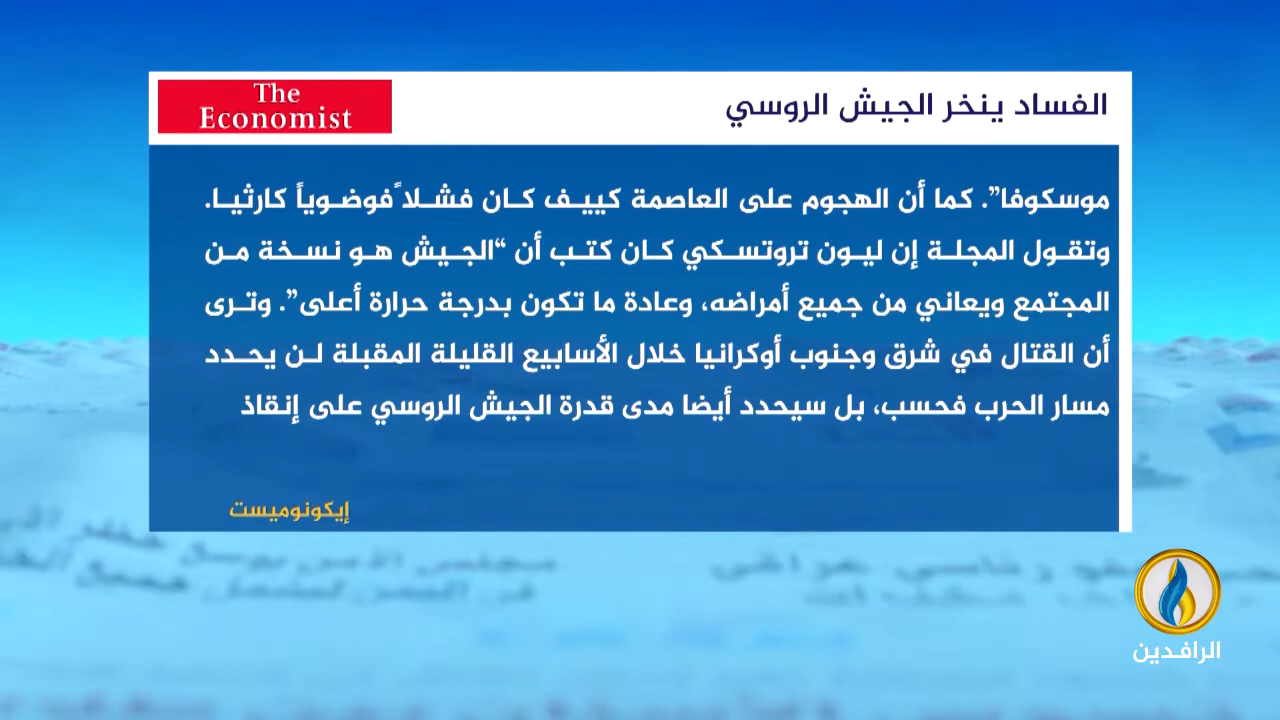 The
Economist
الفساد ينخر الجيش الروسي
موسكوفا”. كما أن الهجوم على العاصمة كييف كان فشلاً فوضوياً كارثيا.
وتقول المجلة إن ليون تروتسكي كان كتب أن “الجيش هو نسخة من
المجتمع ويعاني من جميع أمراضه، وعادة ما تكون بدرجة حرارة أعلى”. وترى
أن القتال في شرق وجنوب أوكرانيا خلال الأسابيع القليلة المقبلة لن يحدد
مسار الحرب فحسب، بل سيحدد أيضا مدى قدرة الجيش الروسي على إنقاذ
إيكونوميست
مجلس الأمن يوسع
الرافدين